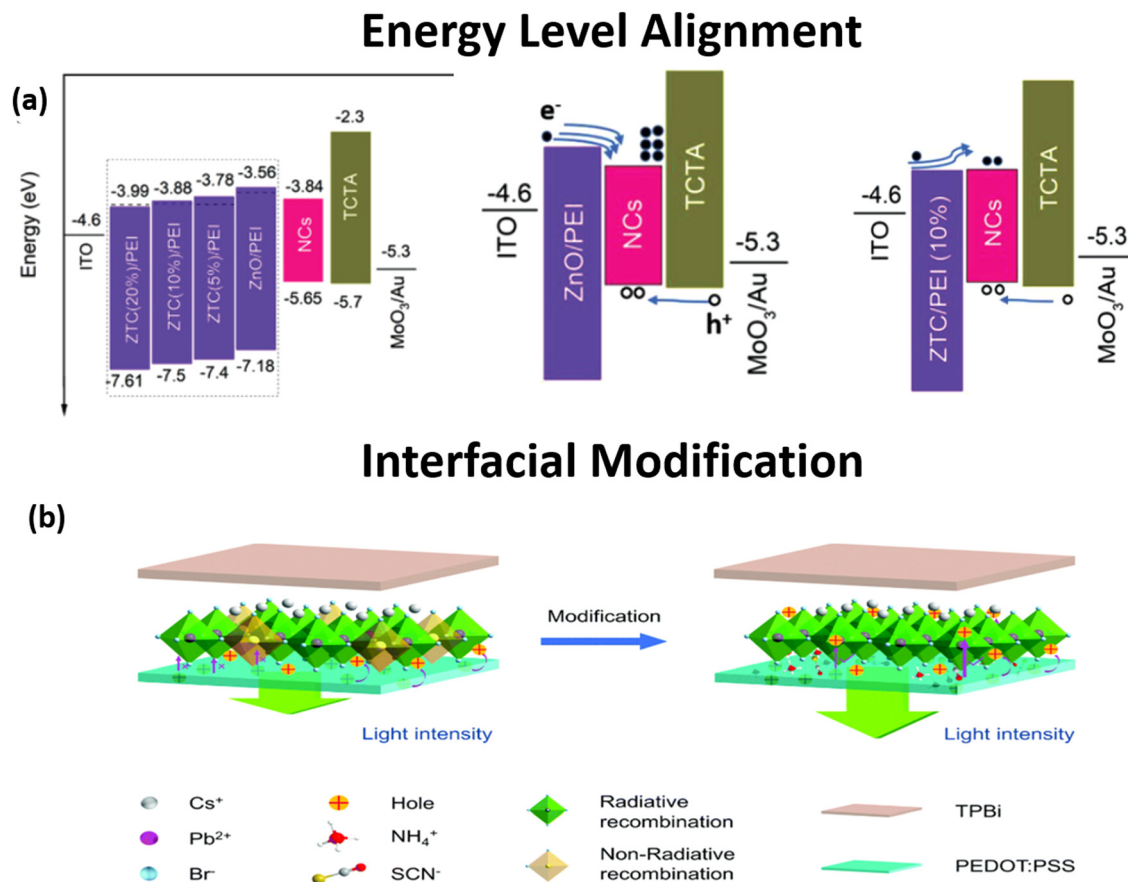 Energy Level Alignment
(a)
Energy (eV)
-4.6
ITO
-3.99
ZTC(20%)/PEI
-7.61
-3.88
ZTC(10%)/PEI
-7.5
-3.78
ZTC(5%)/PEI
-7.4
-3.56
ZnO/PEI
-7.18
-3.84
NCs
-5.65
-2.3
TCTA
-5.7
-5.3
MoO₃/Au
-4.6
ITO
e⁻
ZnO/PEI
NCs
TCTA
h⁺
-5.3
MoO₃/Au
-4.6
ITO
ZTC/PEI (10%)
NCs
TCTA
-5.3
MoO₃/Au
Interfacial Modification
(b)
Modification
Light intensity
Light intensity
Cs⁺
Hole
Radiative
recombination
TPBi
Pb²⁺
NH₄⁺
Br⁻
SCN⁻
Non-Radiative
recombination
PEDOT:PSS